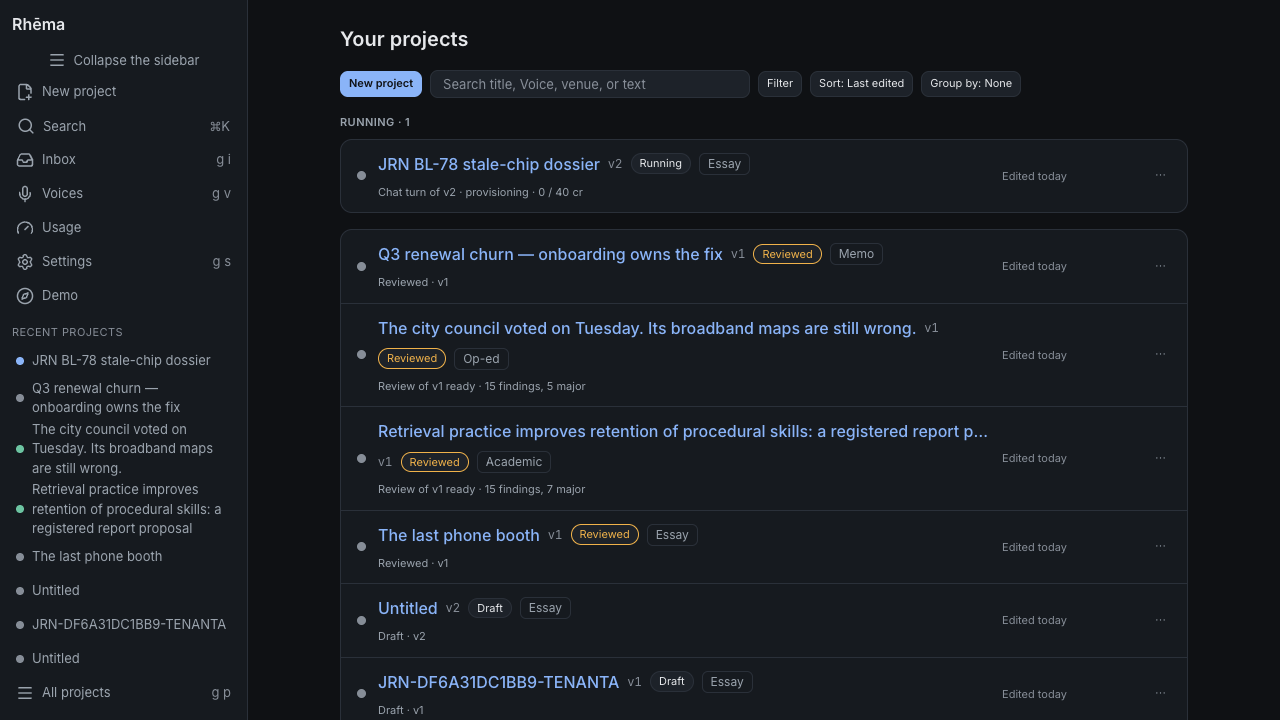 Rhēma
Collapse the sidebar
New project
Search ⌘K
Inbox g i
Voices g v
Usage
Settings g s
Demo
RECENT PROJECTS
JRN BL-78 stale-chip dossier
Q3 renewal churn —
onboarding owns the fix
The city council voted on
Tuesday. Its broadband maps
are still wrong.
Retrieval practice improves
retention of procedural skills: a
registered report proposal
The last phone booth
Untitled
JRN-DF6A31DC1BB9-TENANTA
Untitled
All projects g p
Your projects
New project Search title, Voice, venue, or text Filter Sort: Last edited Group by: None
RUNNING · 1
JRN BL-78 stale-chip dossier v2 Running Essay
Chat turn of v2 · provisioning · 0 / 40 cr
Edited today ...
Q3 renewal churn — onboarding owns the fix v1 Reviewed Memo
Reviewed · v1
Edited today ...
The city council voted on Tuesday. Its broadband maps are still wrong. v1
Reviewed Op-ed
Review of v1 ready · 15 findings, 5 major
Edited today ...
Retrieval practice improves retention of procedural skills: a registered report p...
v1 Reviewed Academic
Review of v1 ready · 15 findings, 7 major
Edited today ...
The last phone booth v1 Reviewed Essay
Reviewed · v1
Edited today ...
Untitled v2 Draft Essay
Draft · v2
Edited today ...
JRN-DF6A31DC1BB9-TENANTA v1 Draft Essay
Draft · v1
Edited today ...